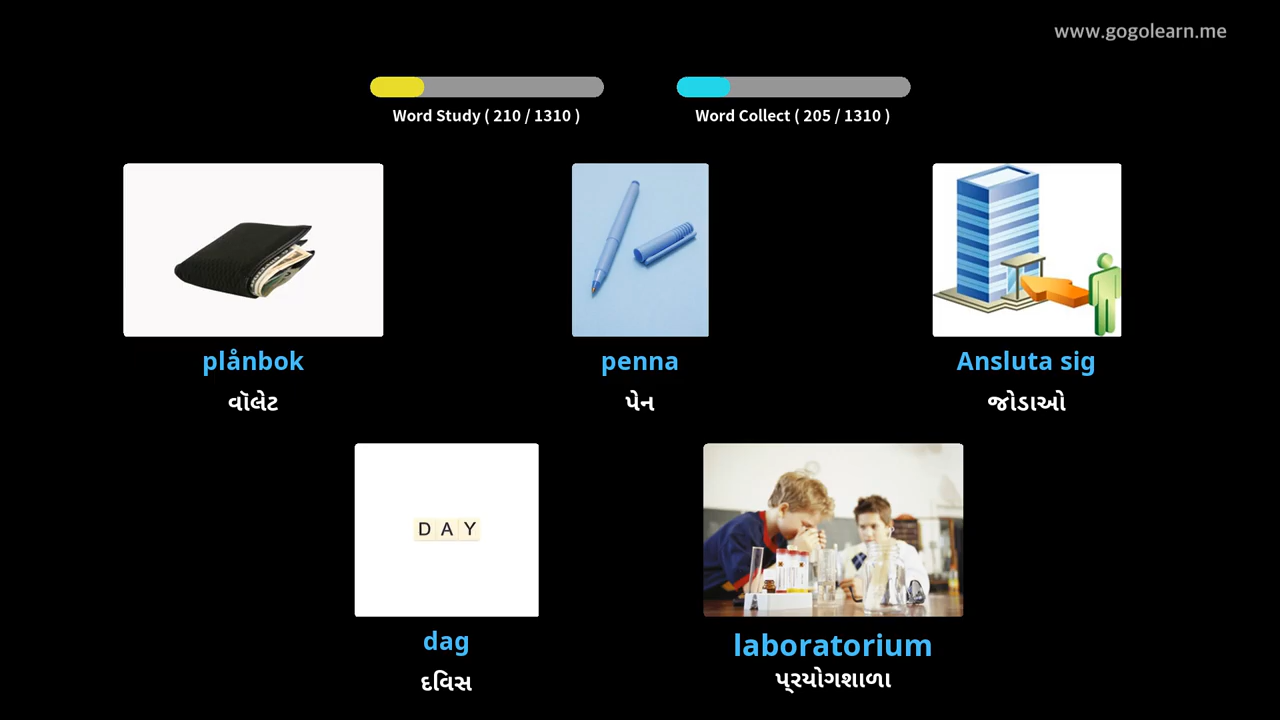 www.gogolearn.me
Word Study ( 210 / 1310 )
Word Collect ( 205 / 1310 )
plånbok
વૉલેટ
penna
પેન
Ansluta sig
જોડાઓ
DAY
dag
દવિસ
laboratorium
પ્રયોગશાળા